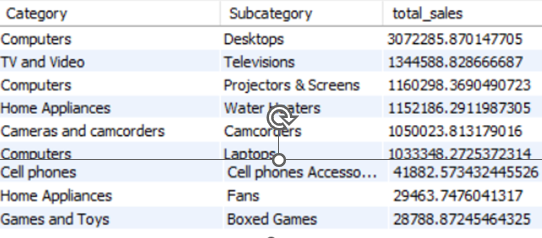 Category Subcategory total_sales
Computers Desktops 3072285.870147705
TV and Video Televisions 1344588.828666687
Computers Projectors & Screens 1160298.3690490723
Home Appliances Water Heaters 1152186.2911987305
Cameras and camcorders Camcorders 1050023.813179016
Computers Laptops 1033348.2725372314
Cell phones Cell phones Accesso... 41882.573432445526
Home Appliances Fans 29463.7476041317
Games and Toys Boxed Games 28788.87245464325